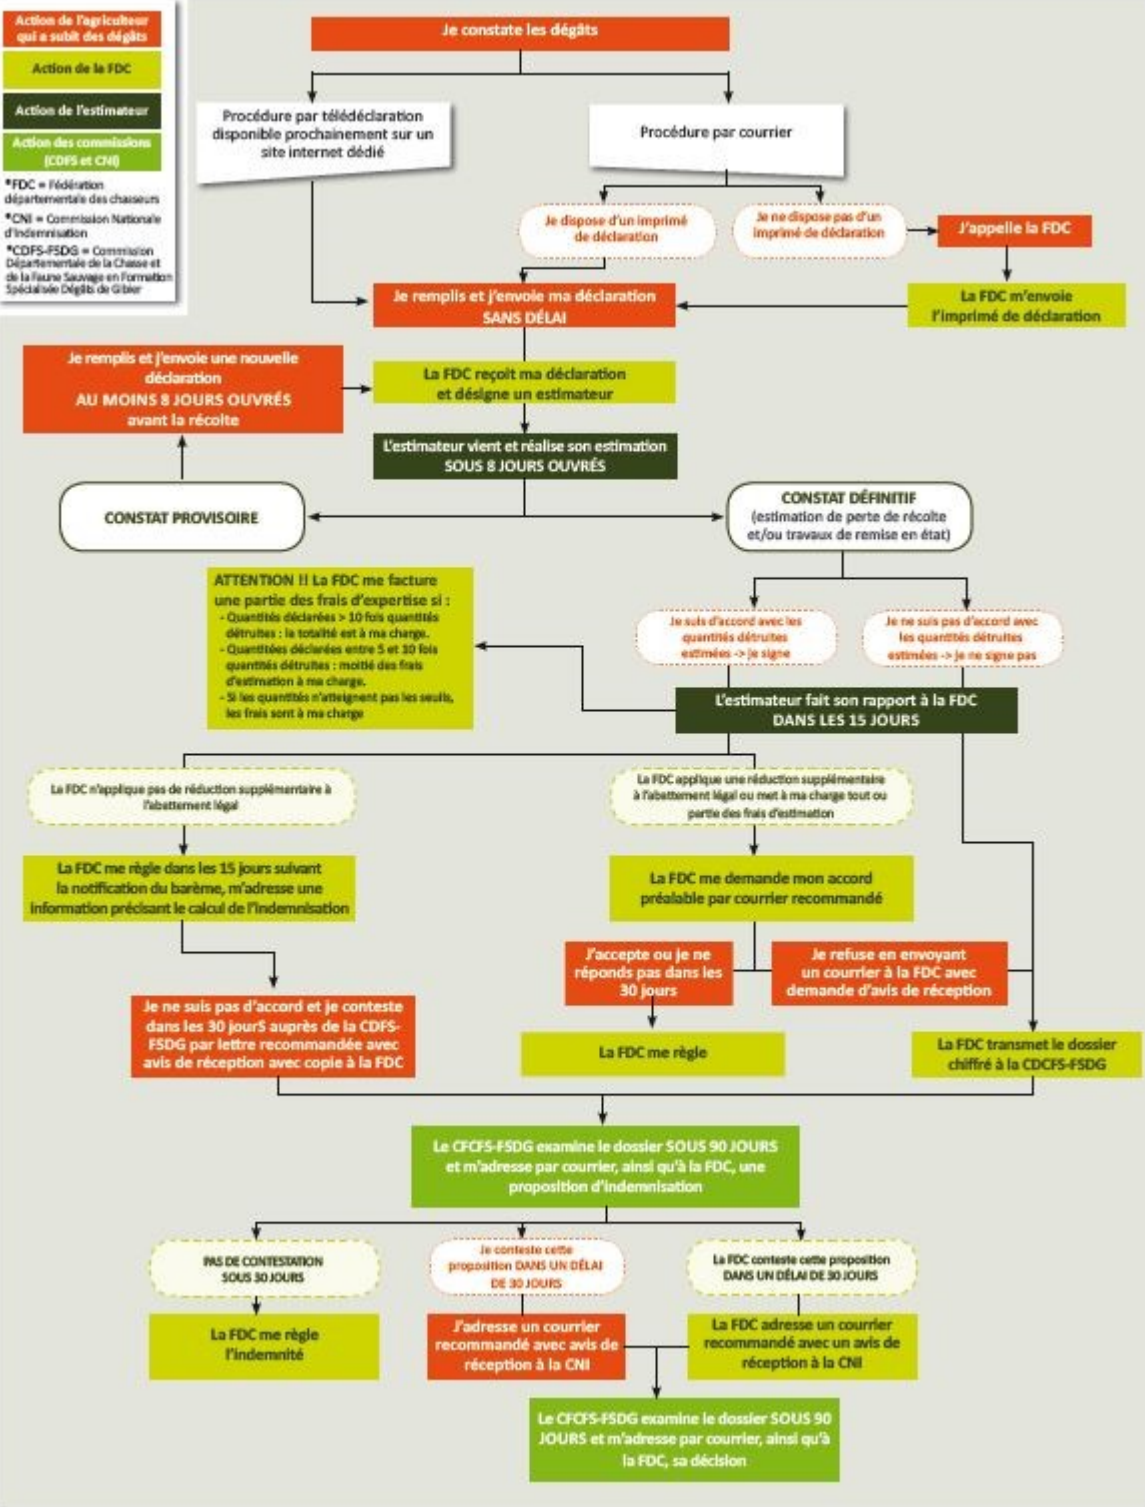 Action de l'agriculteur
qui a subit des dégâts
Action de la FDC
Action de l'estimateur
Action des commissions
(CDFS et CNI)
*FDC = Fédération
départementale des chasseurs
*CNI = Commission Nationale
d'Indemnisation
*CDFS-FSDG = Commission
Départementale de la Chasse et
de la Faune Sauvage en Formation
Spécialisée Dégâts de Gibier
Je constate les dégâts
Procédure par télédéclaration
disponible prochainement sur un
site internet dédié
Procédure par courrier
Je dispose d'un imprimé
de déclaration
Je ne dispose pas d'un
imprimé de déclaration
J'appelle la FDC
La FDC m'envoie
l'imprimé de déclaration
Je remplis et j'envoie ma déclaration
SANS DÉLAI
Je remplis et j'envoie une nouvelle
déclaration
AU MOINS 8 JOURS OUVRÉS
avant la récolte
La FDC reçoit ma déclaration
et désigne un estimateur
L'estimateur vient et réalise son estimation
SOUS 8 JOURS OUVRÉS
CONSTAT PROVISOIRE
CONSTAT DÉFINITIF
(estimation de perte de récolte
et/ou travaux de remise en état)
ATTENTION !! La FDC me facture
une partie des frais d'expertise si :
- Quantités déclarées > 10 fois quantités
détruites : la totalité est à ma charge.
- Quantitées déclarées entre 5 et 10 fois
quantités détruites : moitié des frais
d'estimation à ma charge.
- Si les quantités n'atteignent pas les seuils,
les frais sont à ma charge
Je suis d'accord avec les
quantités détruites
estimées -> je signe
Je ne suis pas d'accord avec
les quantités détruites
estimées -> je ne signe pas
L'estimateur fait son rapport à la FDC
DANS LES 15 JOURS
La FDC n'applique pas de réduction supplémentaire à
l'abattement légal
La FDC applique une réduction supplémentaire
à l'abattement légal ou met à ma charge tout ou
partie des frais d'estimation
La FDC me règle dans les 15 jours suivant
la notification du barème, m'adresse une
information précisant le calcul de l'indemnisation
La FDC me demande mon accord
préalable par courrier recommandé
J'accepte ou je ne
réponds pas dans les
30 jours
Je refuse en envoyant
un courrier à la FDC avec
demande d'avis de réception
Je ne suis pas d'accord et je conteste
dans les 30 jourS auprès de la CDFS-
FSDG par lettre recommandée avec
avis de réception avec copie à la FDC
La FDC me règle
La FDC transmet le dossier
chiffré à la CDCFS-FSDG
Le CFCFS-FSDG examine le dossier SOUS 90 JOURS
et m'adresse par courrier, ainsi qu'à la FDC, une
proposition d'indemnisation
PAS DE CONTESTATION
SOUS 30 JOURS
Je conteste cette
proposition DANS UN DÉLAI
DE 30 JOURS
La FDC conteste cette proposition
DANS UN DÉLAI DE 30 JOURS
La FDC me règle
l'indemnité
J'adresse un courrier
recommandé avec avis de
réception à la CNI
La FDC adresse un courrier
recommandé avec un avis de
réception à la CNI
Le CFCFS-FSDG examine le dossier SOUS 90
JOURS et m'adresse par courrier, ainsi qu'à
la FDC, sa décision